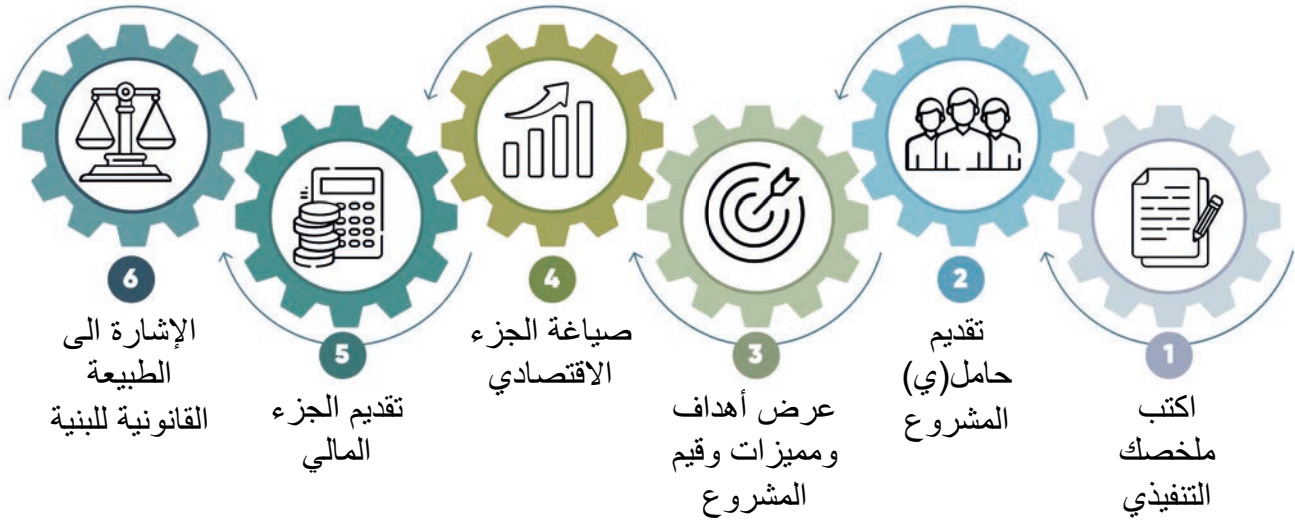 1
اكتب
ملخصك
التنفيذي
2
تقديم
حامل(ي)
المشروع
3
عرض أهداف
ومميزات وقيم
المشروع
4
صياغة الجزء
الاقتصادي
5
تقديم الجزء
المالي
6
الإشارة الى
الطبيعة
القانونية للبنية